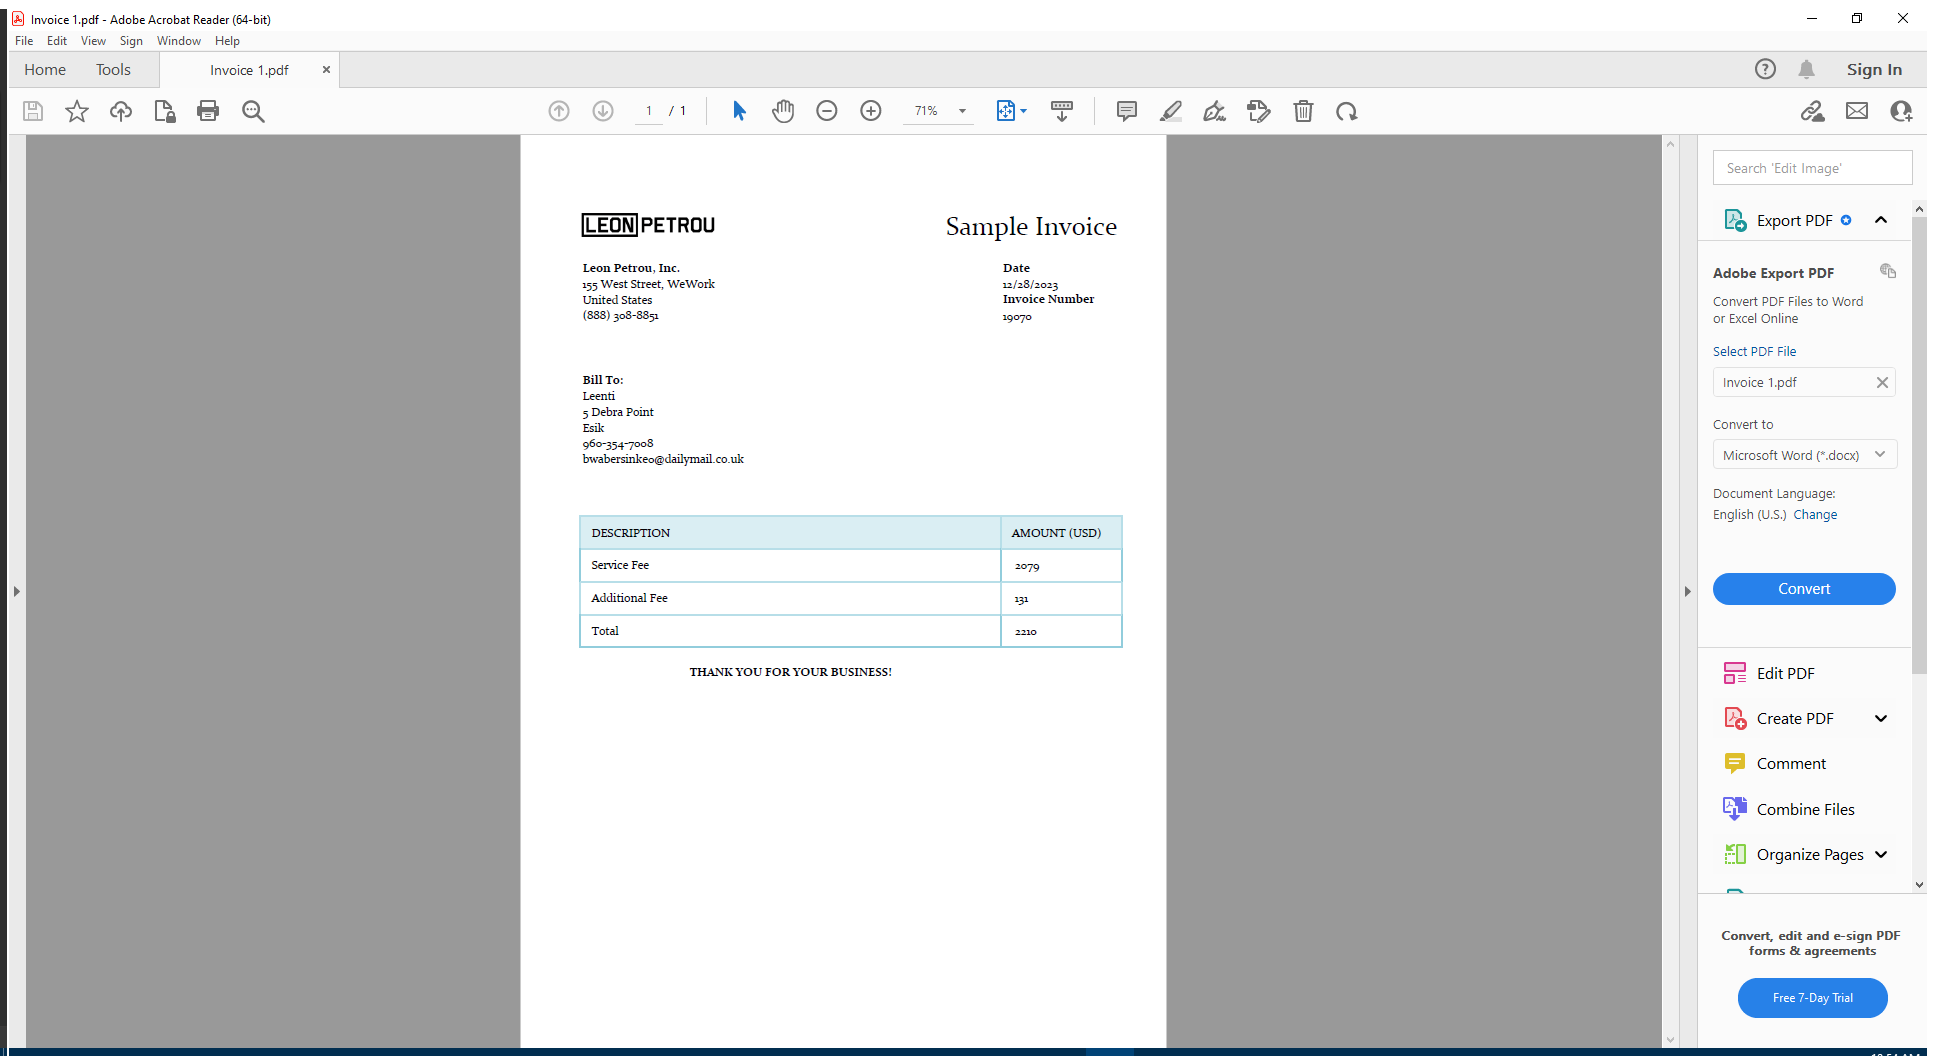 Invoice 1.pdf - Adobe Acrobat Reader (64-bit)
File Edit View Sign Window Help
Home Tools Invoice 1.pdf Sign In
1 / 1 71%
LEON PETROU
Sample Invoice
Leon Petrou, Inc.
155 West Street, WeWork
United States
(888) 308-8851
Date
12/28/2023
Invoice Number
19070
Bill To:
Leenti
5 Debra Point
Esik
960-354-7008
bwabersinke0@dailymail.co.uk
DESCRIPTION AMOUNT (USD)
Service Fee 2079
Additional Fee 131
Total 2210
THANK YOU FOR YOUR BUSINESS!
Search 'Edit Image'
Export PDF
Adobe Export PDF
Convert PDF Files to Word
or Excel Online
Select PDF File
Invoice 1.pdf
Convert to
Microsoft Word (*.docx)
Document Language:
English (U.S.) Change
Convert
Edit PDF
Create PDF
Comment
Combine Files
Organize Pages
Convert, edit and e-sign PDF
forms & agreements
Free 7-Day Trial